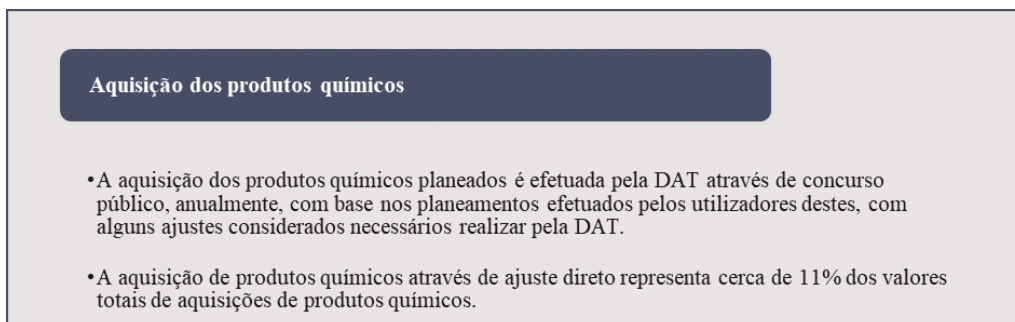 Aquisição dos produtos químicos
•A aquisição dos produtos químicos planeados é efetuada pela DAT através de concurso
público, anualmente, com base nos planeamentos efetuados pelos utilizadores destes, com
alguns ajustes considerados necessários realizar pela DAT.
•A aquisição de produtos químicos através de ajuste direto representa cerca de 11% dos valores
totais de aquisições de produtos químicos.